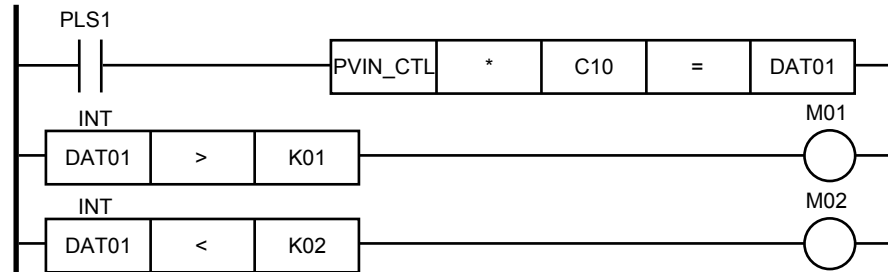 PLS1
PVIN_CTL * C10 = DAT01
INT M01
DAT01 > K01
INT M02
DAT01 < K02